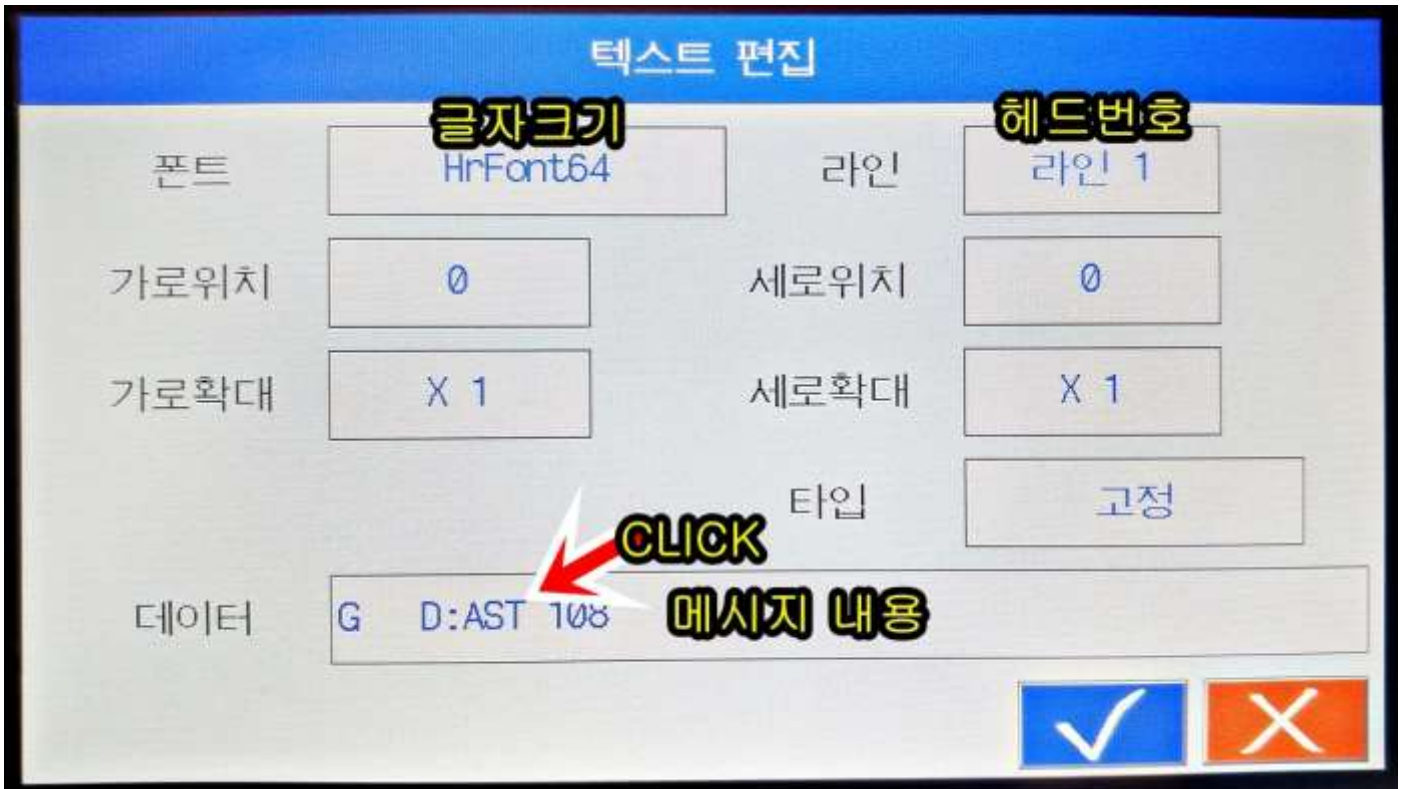 텍스트 편집
글자크기 헤드번호
폰트 HrFont64 라인 라인 1
가로위치 0 세로위치 0
가로확대 X 1 세로확대 X 1
타입 고정
CLICK
데이터 G D:AST 108 메시지 내용